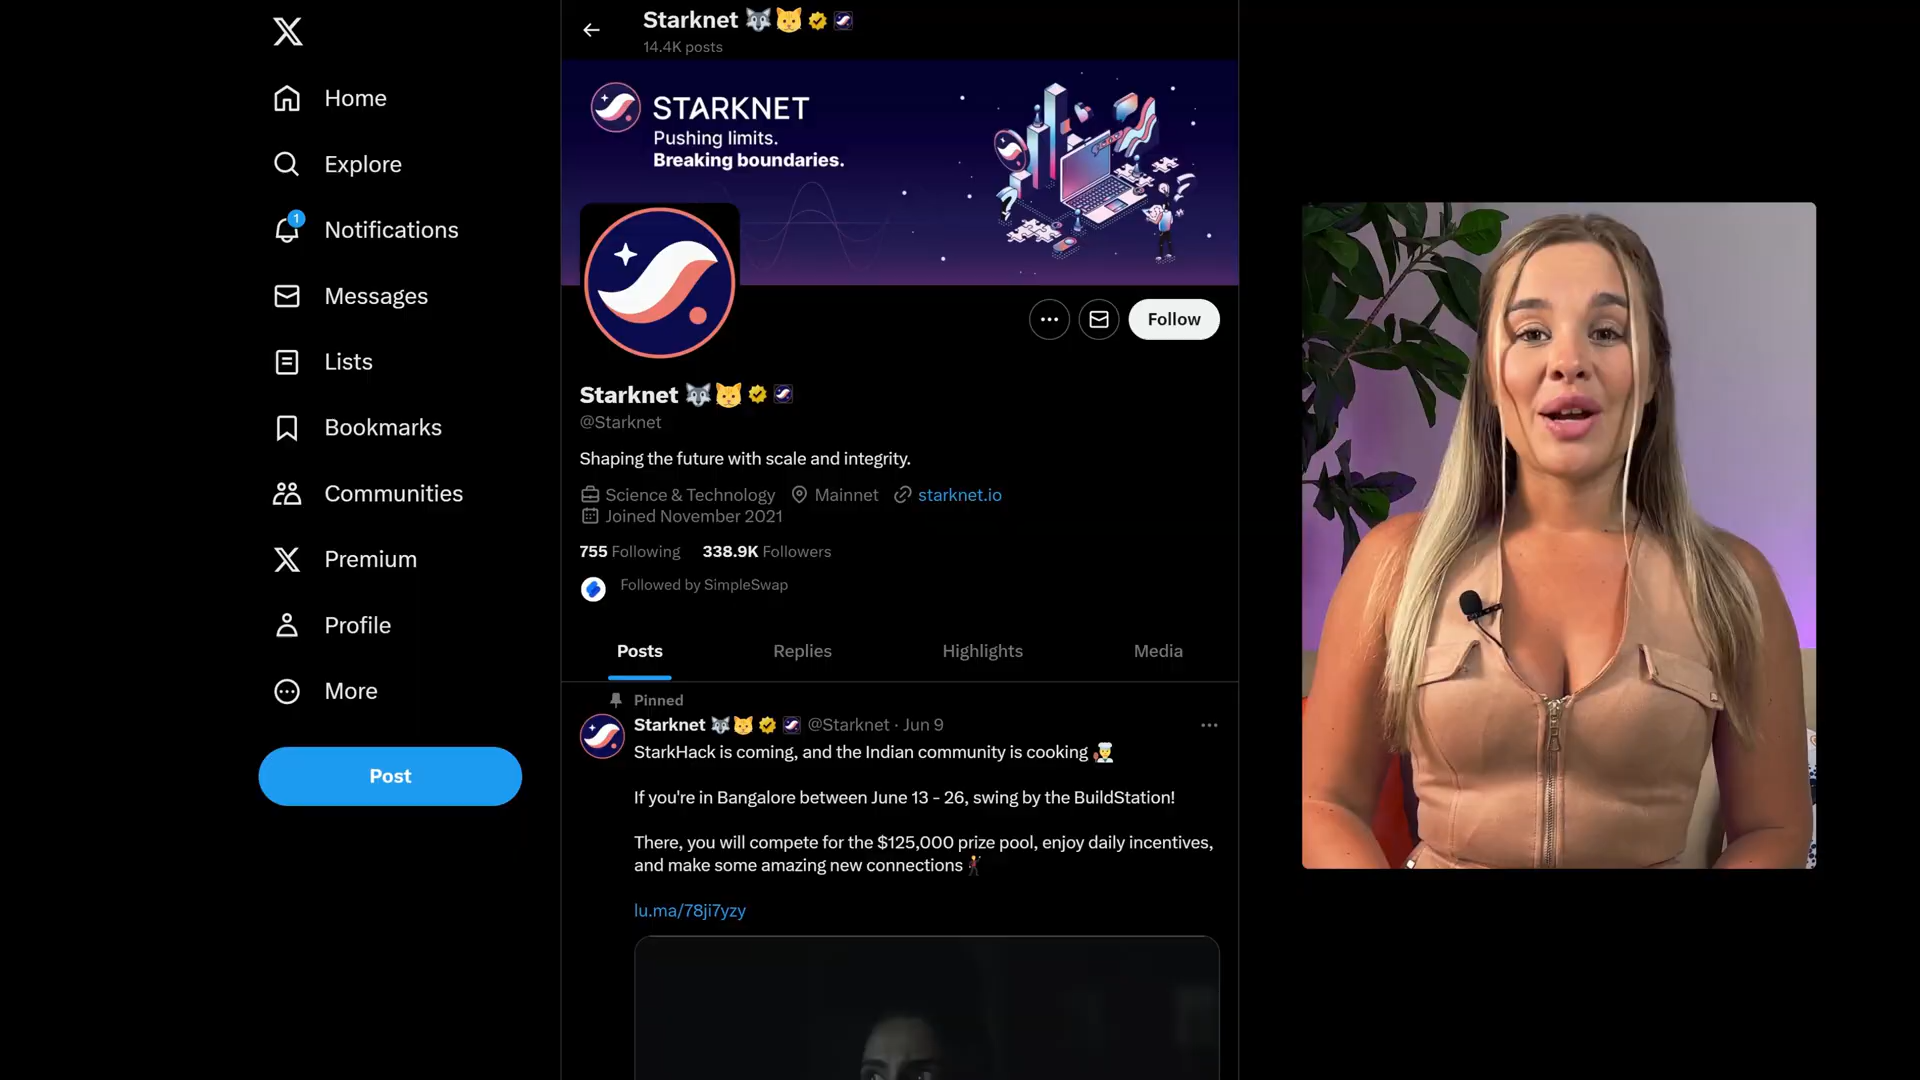 Home
Explore
1
Notifications
Messages
Lists
Bookmarks
Communities
Premium
Profile
More
Post
Starknet
14.4K posts
STARKNET
Pushing limits.
Breaking boundaries.
Follow
Starknet
@Starknet
Shaping the future with scale and integrity.
Science & Technology Mainnet starknet.io
Joined November 2021
755 Following 338.9K Followers
Followed by SimpleSwap
Posts Replies Highlights Media
Pinned
Starknet @Starknet · Jun 9
StarkHack is coming, and the Indian community is cooking
If you're in Bangalore between June 13 - 26, swing by the BuildStation!
There, you will compete for the $125,000 prize pool, enjoy daily incentives,
and make some amazing new connections
lu.ma/78ji7yzy